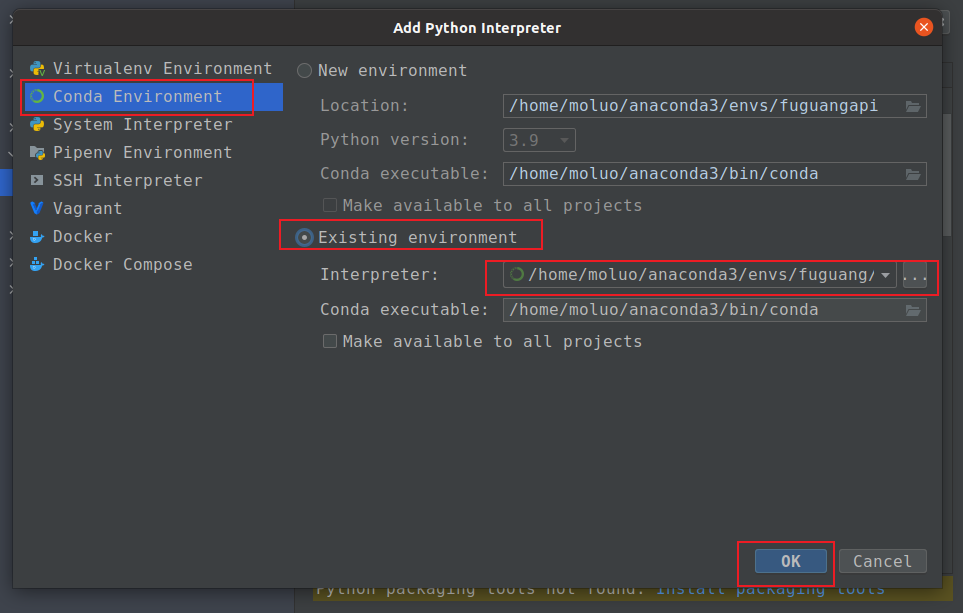 Add Python Interpreter
Virtualenv Environment
Conda Environment
System Interpreter
Pipenv Environment
SSH Interpreter
Vagrant
Docker
Docker Compose
New environment
Location: /home/moluo/anaconda3/envs/fuguangapi
Python version: 3.9
Conda executable: /home/moluo/anaconda3/bin/conda
Make available to all projects
Existing environment
Interpreter: /home/moluo/anaconda3/envs/fuguang/ ...
Conda executable: /home/moluo/anaconda3/bin/conda
Make available to all projects
OK Cancel
Python packaging tools not found. Install packaging tools